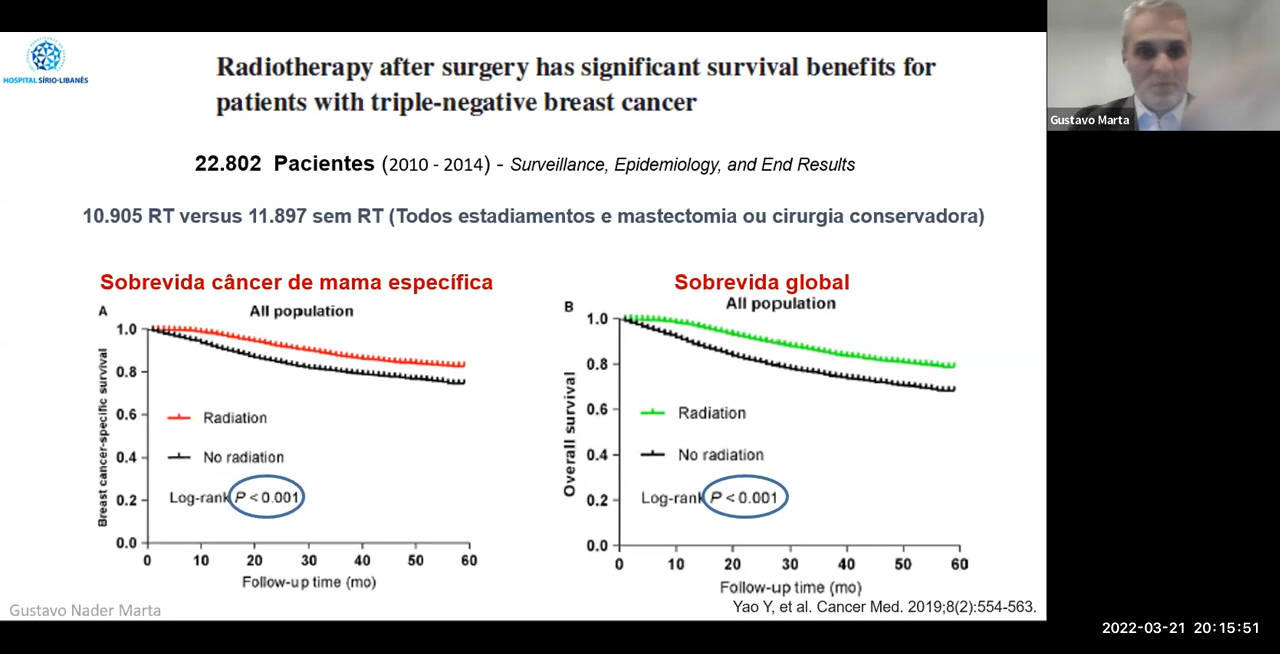 HOSPITAL SÍRIO-LIBANÊS
Radiotherapy after surgery has significant survival benefits for
patients with triple-negative breast cancer
Gustavo Marta
22.802 Pacientes (2010 - 2014) - Surveillance, Epidemiology, and End Results
10.905 RT versus 11.897 sem RT (Todos estadiamentos e mastectomia ou cirurgia conservadora)
Sobrevida câncer de mama específica
A
All population
Breast cancer-specific survival
1.0
0.8
0.6
0.4
0.2
0.0
Radiation
No radiation
Log-rank P < 0.001
0 10 20 30 40 50 60
Follow-up time (mo)
Sobrevida global
B
All population
Overall survival
1.0
0.8
0.6
0.4
0.2
0.0
Radiation
No radiation
Log-rank P < 0.001
0 10 20 30 40 50 60
Follow-up time (mo)
Gustavo Nader Marta
Yao Y, et al. Cancer Med. 2019;8(2):554-563.
2022-03-21 20:15:51